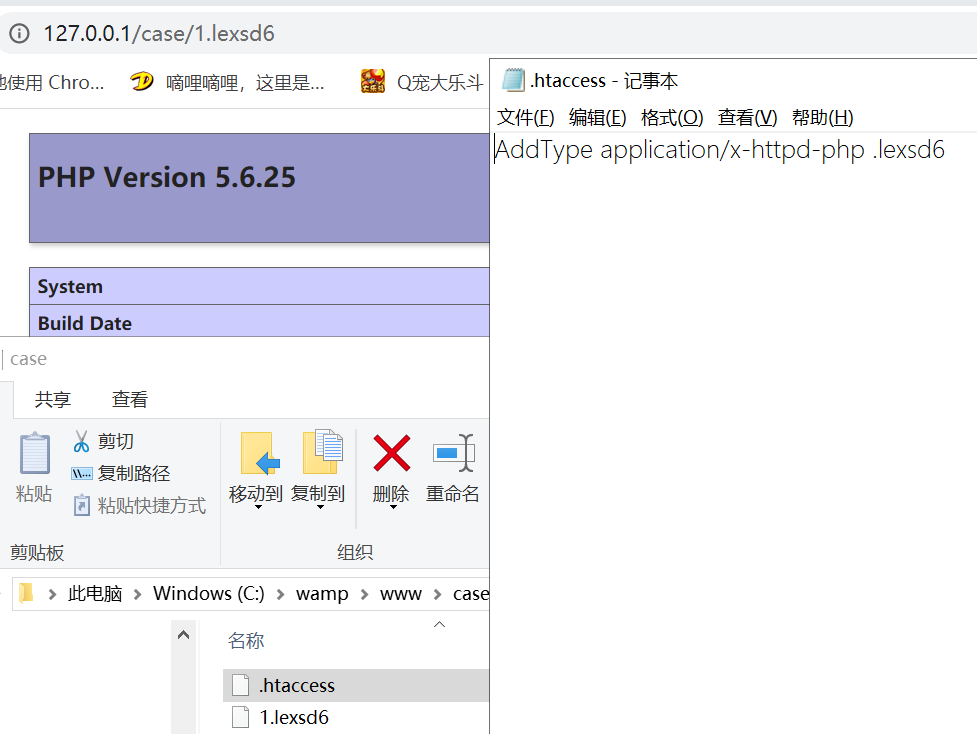 127.0.0.1/case/1.lexsd6
使用 Chro...
嘀哩嘀哩，这里是...
Q宠大乐斗
.htaccess - 记事本
文件(F) 编辑(E) 格式(O) 查看(V) 帮助(H)
AddType application/x-httpd-php .lexsd6
PHP Version 5.6.25
System
Build Date
case
共享 查看
粘贴
剪切
复制路径
粘贴快捷方式
移动到 复制到
删除 重命名
剪贴板 组织
此电脑 Windows (C:) wamp www case
名称
.htaccess
1.lexsd6